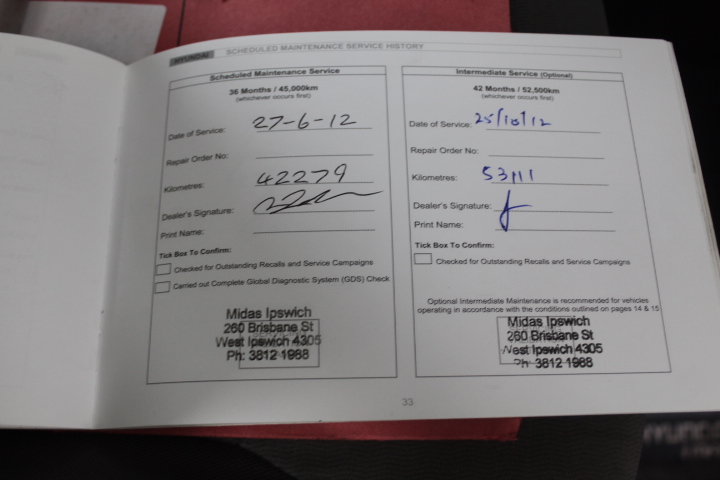 HYUNDAI SCHEDULED MAINTENANCE SERVICE HISTORY
Scheduled Maintenance Service
36 Months / 45,000km
(whichever occurs first)
Date of Service: 27-6-12
Repair Order No:
Kilometres: 42279
Dealer's Signature:
Print Name:
Tick Box To Confirm:
Checked for Outstanding Recalls and Service Campaigns
Carried out Complete Global Diagnostic System (GDS) Check
Midas Ipswich
260 Brisbane St
West Ipswich 4305
Ph: 3812 1988
Intermediate Service (Optional)
42 Months / 52,500km
(whichever occurs first)
Date of Service: 25/10/12
Repair Order No:
Kilometres: 53111
Dealer's Signature:
Print Name:
Tick Box To Confirm:
Checked for Outstanding Recalls and Service Campaigns
Optional Intermediate Maintenance is recommended for vehicles
operating in accordance with the conditions outlined on pages 14 & 15
Midas Ipswich
260 Brisbane St
West Ipswich 4305
Ph: 3812 1988
33